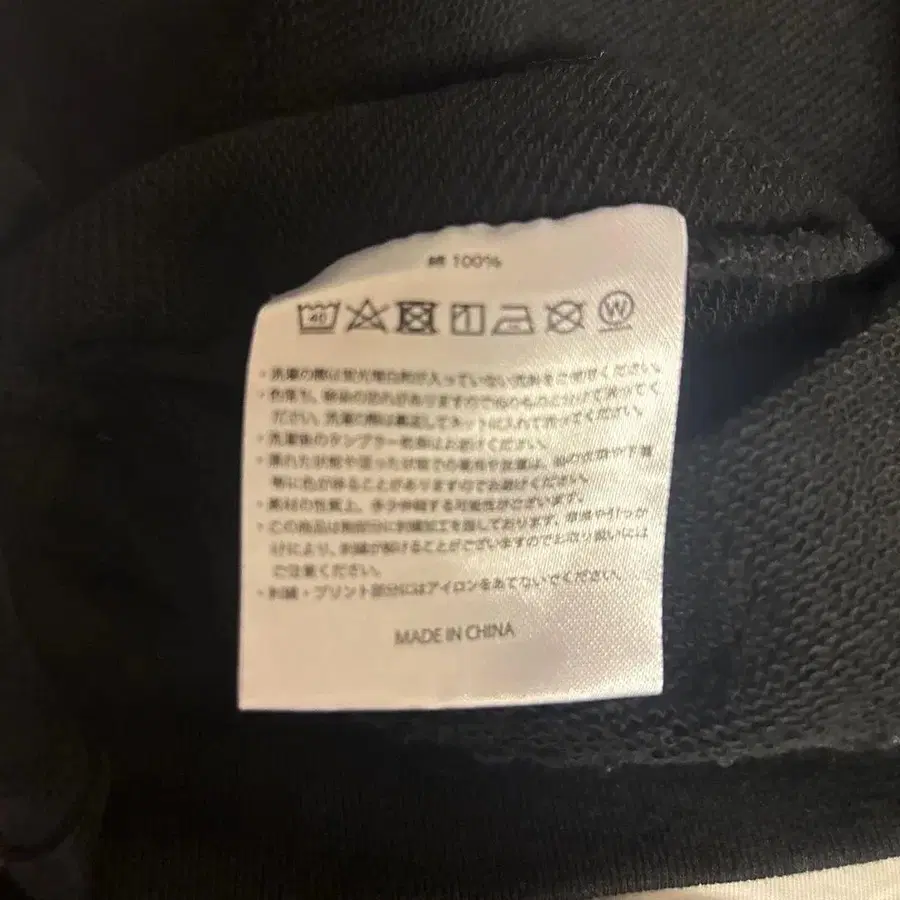 綿 100%
40 W
・洗濯の際は蛍光増白剤が入っていない洗剤をご使用ください。
・色落ち、移染の恐れがありますので他のものと分けて洗ってく
ださい。洗濯の際は裏返してネットに入れて洗ってください。
・洗濯後のタンブラー乾燥はお避けください。
・濡れた状態や湿った状態での着用や放置は、他の衣類や下着
等に色が移ることがありますのでお避けください。
・素材の性質上、多少伸縮する可能性がございます。
・この商品は胸部分に刺繍加工を施しております。摩擦や引っか
けにより、刺繍が解けることがございますのでお取り扱いには
ご注意ください。
・刺繍・プリント部分にはアイロンをあてないでください。
MADE IN CHINA